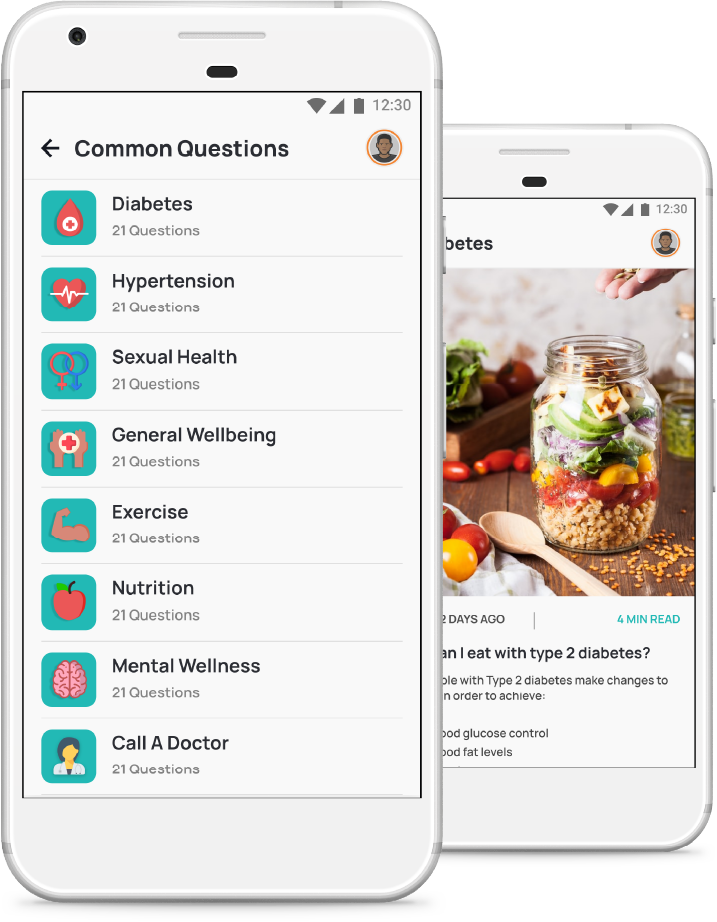 12:30
Common Questions
Diabetes
21 Questions
Hypertension
21 Questions
Sexual Health
21 Questions
General Wellbeing
21 Questions
Exercise
21 Questions
Nutrition
21 Questions
Mental Wellness
21 Questions
Call A Doctor
21 Questions
12:30
betes
2 DAYS AGO
4 MIN READ
an I eat with type 2 diabetes?
ple with Type 2 diabetes make changes to
n order to achieve:
ood glucose control
ood fat levels